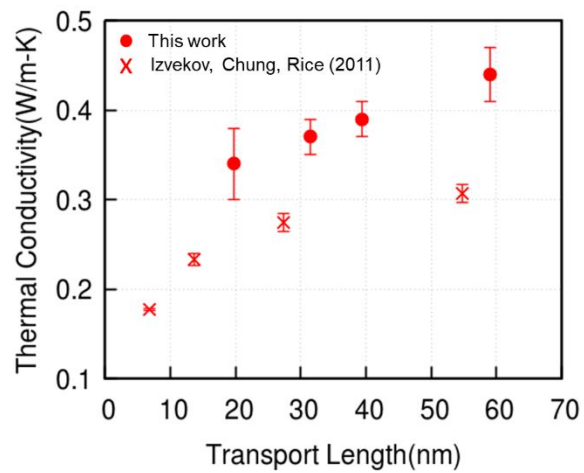 0.5
This work
Izvekov, Chung, Rice (2011)
0.4
0.3
0.2
0.1
Thermal Conductivity(W/m-K)
0 10 20 30 40 50 60 70
Transport Length(nm)